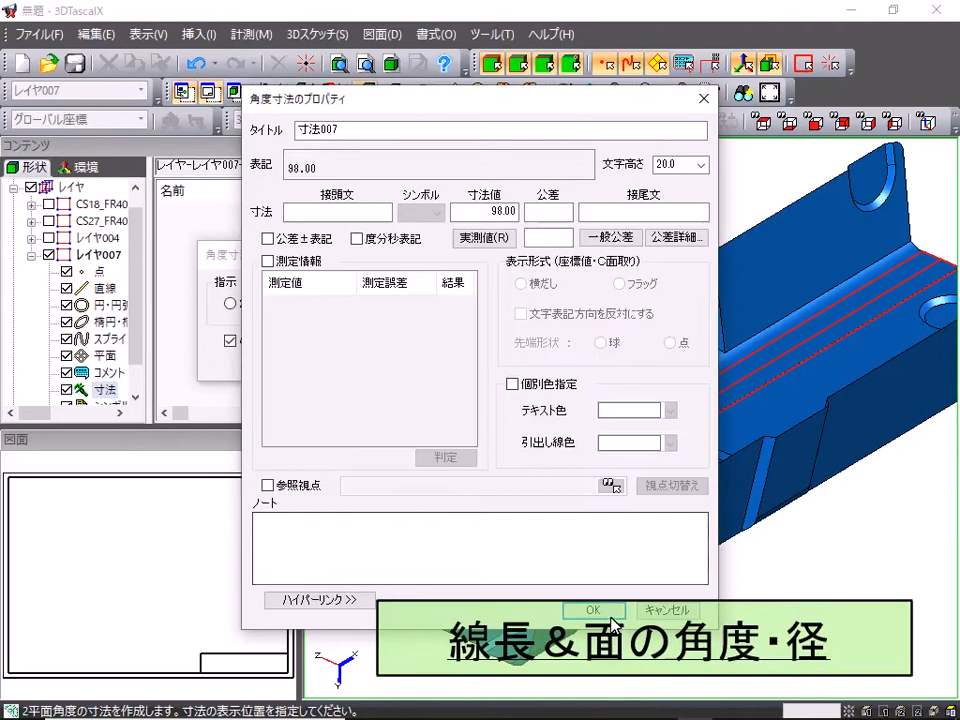 無題 - 3DTascalX
ファイル(F) 編集(E) 表示(V) 挿入(I) 計測(M) 3Dスケッチ(S) 図面(D) 書式(O) ツール(T) ヘルプ(H)
レイヤ007
グローバル座標
コンテンツ
形状 環境
レイヤ
CS18_FR40
CS27_FR40
レイヤ004
レイヤ007
点
直線
円・円弧
楕円・楕
スプライ
平面
コメント
寸法
レイヤーレイヤ007-
名前
角度寸
指示
角度寸法のプロパティ
タイトル 寸法007
表記 98.00 文字高さ 20.0
接頭文 シンボル 寸法値 公差 接尾文
寸法 98.00
公差±表記 度分秒表記 実測値(R) 一般公差 公差詳細...
測定情報
測定値 測定誤差 結果
判定
表示形式 (座標値・C面取り)
横だし フラッグ
文字表記方向を反対にする
先端形状 : 球 点
個別色指定
テキスト色
引出し線色
参照視点 視点切替え
ノート
ハイパーリンク >> OK キャンセル
図面
線長＆面の角度・径
Z X Y
2平面角度の寸法を作成します。寸法の表示位置を指定してください。